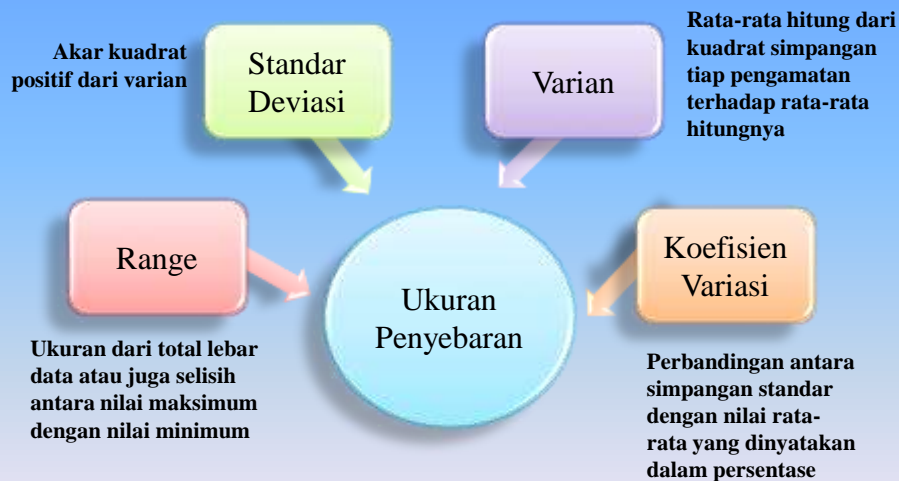 Akar kuadrat
positif dari varian
Standar
Deviasi
Varian
Rata-rata hitung dari
kuadrat simpangan
tiap pengamatan
terhadap rata-rata
hitungnya
Range
Ukuran dari total lebar
data atau juga selisih
antara nilai maksimum
dengan nilai minimum
Ukuran
Penyebaran
Koefisien
Variasi
Perbandingan antara
simpangan standar
dengan nilai rata-
rata yang dinyatakan
dalam persentase